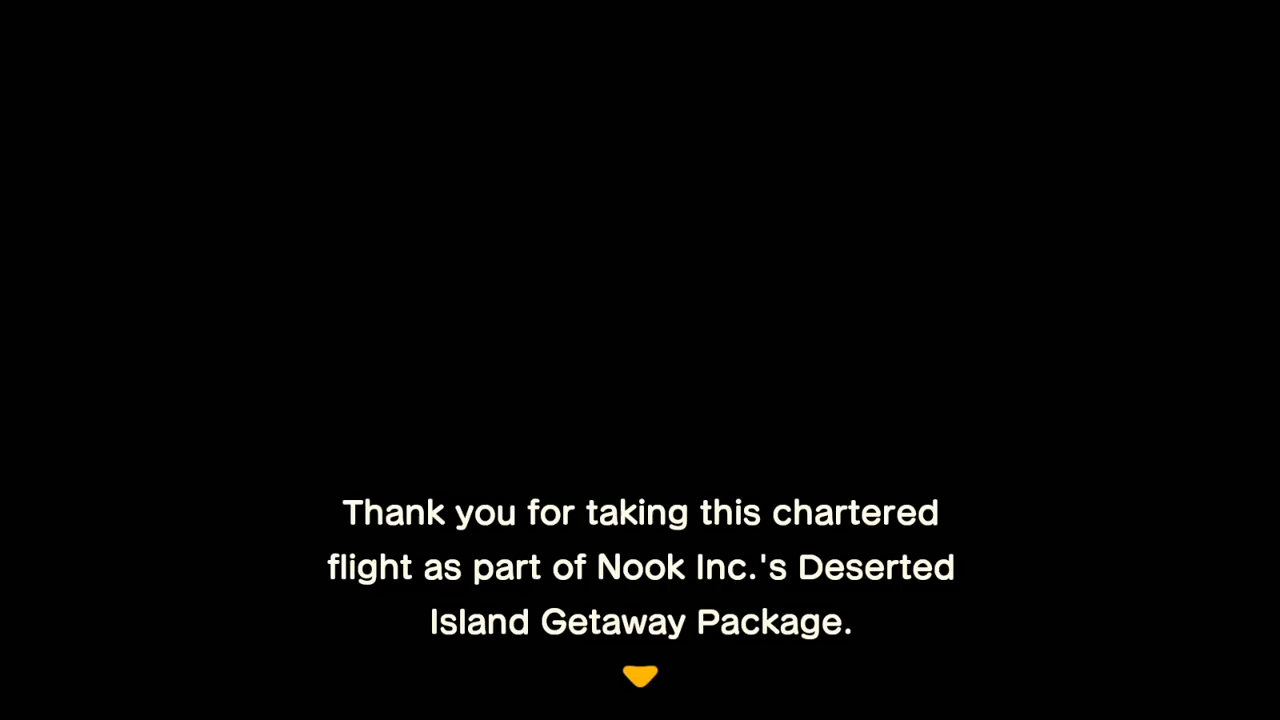 Thank you for taking this chartered
flight as part of Nook Inc.'s Deserted
Island Getaway Package.